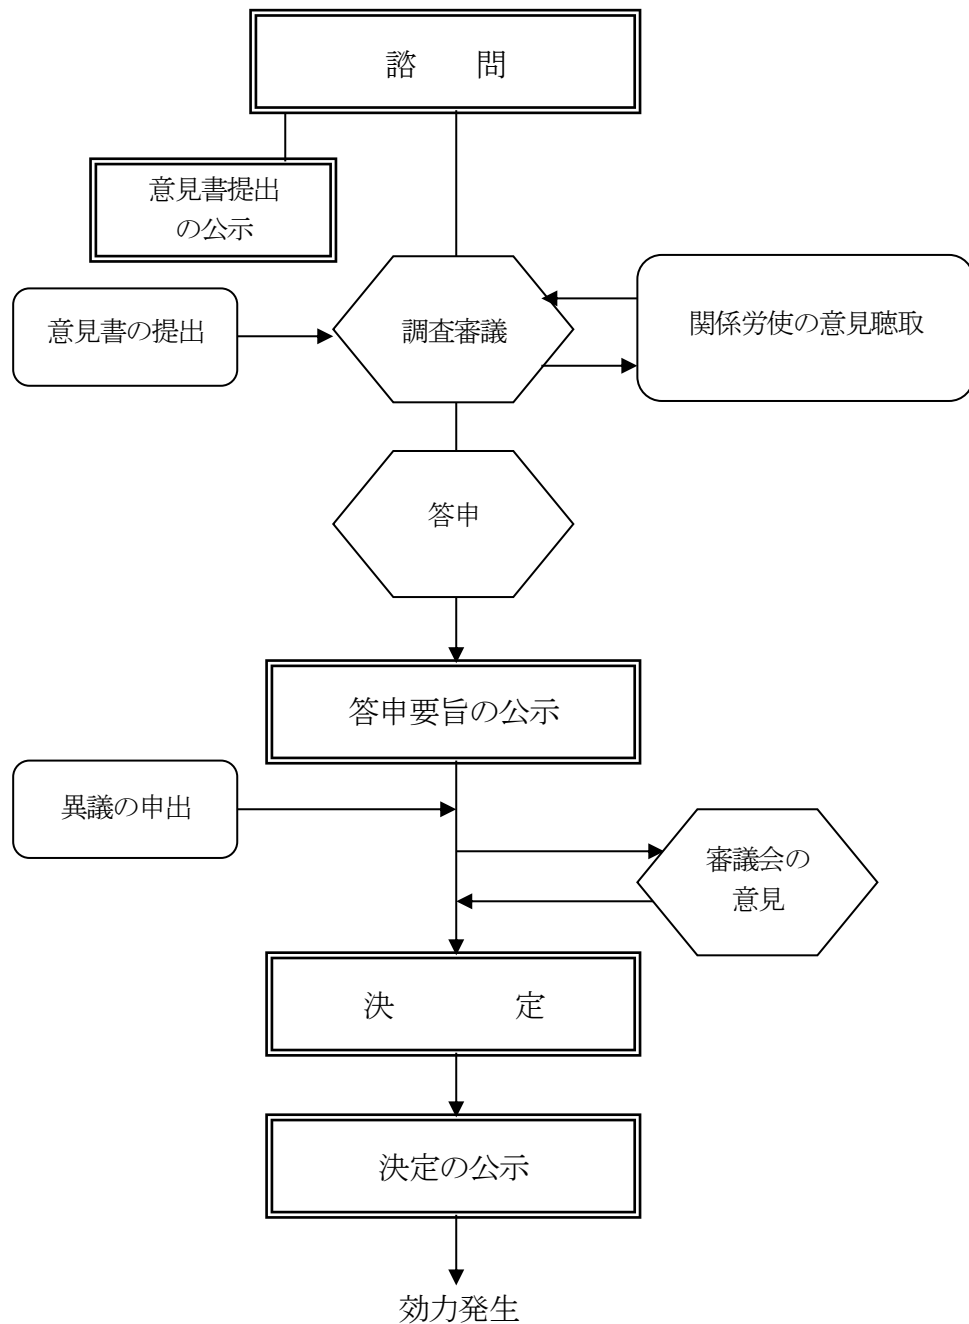 諮　　問
意見書提出
の公示
意見書の提出
調査審議
関係労使の意見聴取
答申
答申要旨の公示
異議の申出
審議会の
意見
決　　　　定
決定の公示
効力発生